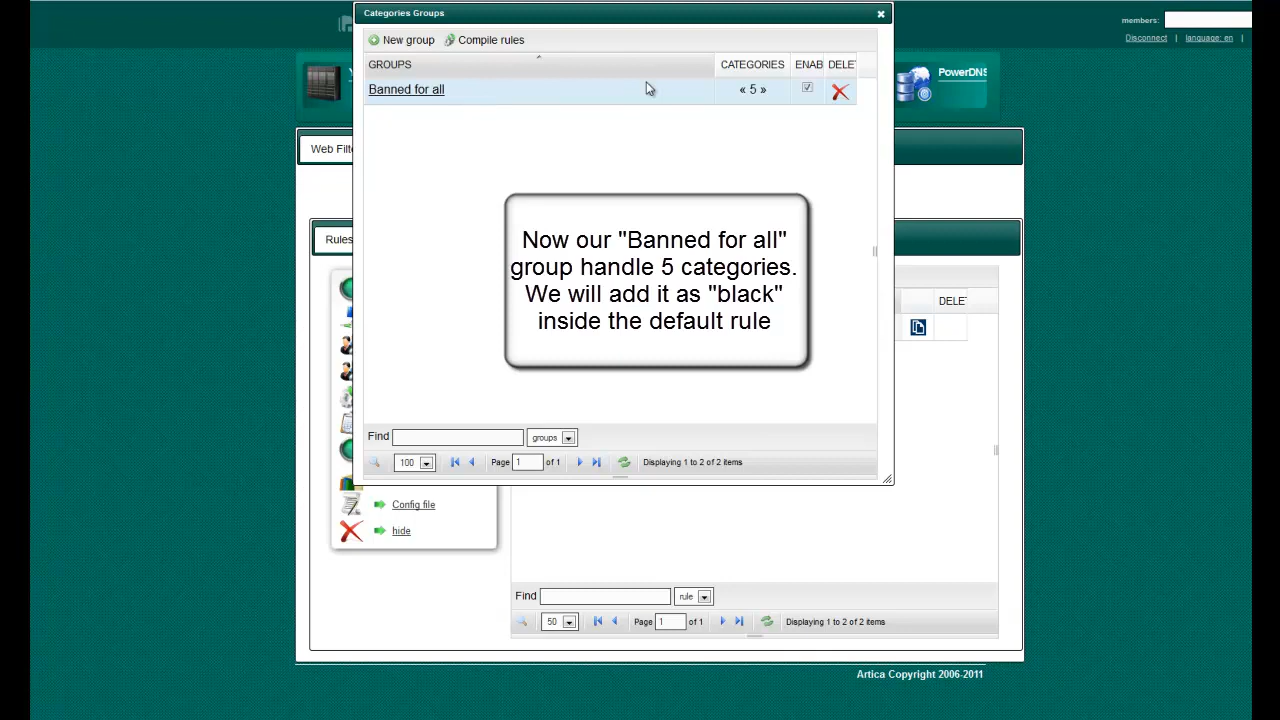 Categories Groups
members:
Disconnect | language: en |
New group Compile rules
GROUPS CATEGORIES ENAB DELET
Banned for all « 5 »
PowerDNS
Web Filt
Rules
Now our "Banned for all"
group handle 5 categories.
We will add it as "black"
inside the default rule
DELET
Find groups
100 Page 1 of 1 Displaying 1 to 2 of 2 items
Config file
hide
Find rule
50 Page 1 of 1 Displaying 1 to 2 of 2 items
Artica Copyright 2006-2011